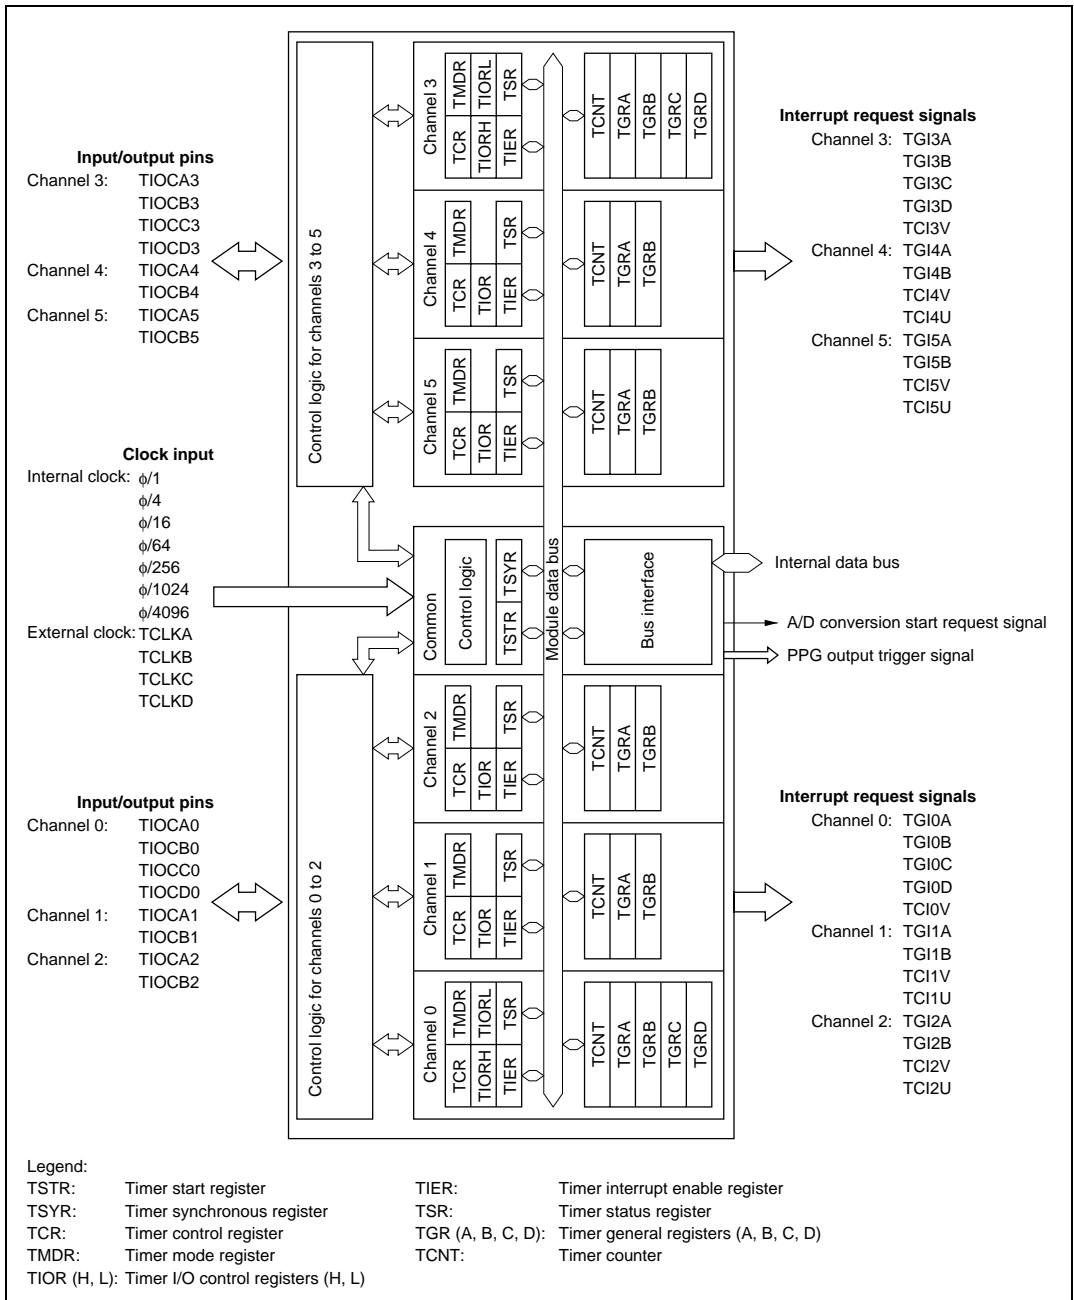 Input/output pins
Channel 3: TIOCA3
TIOCB3
TIOCC3
TIOCD3
Channel 4: TIOCA4
TIOCB4
Channel 5: TIOCA5
TIOCB5
Clock input
Internal clock: ϕ/1
ϕ/4
ϕ/16
ϕ/64
ϕ/256
ϕ/1024
ϕ/4096
External clock: TCLKA
TCLKB
TCLKC
TCLKD
Input/output pins
Channel 0: TIOCA0
TIOCB0
TIOCC0
TIOCD0
Channel 1: TIOCA1
TIOCB1
Channel 2: TIOCA2
TIOCB2
Control logic for channels 3 to 5
Control logic for channels 0 to 2
Channel 3
TMDR
TIORL
TSR
TCR
TIORH
TIER
TCNT
TGRA
TGRB
TGRC
TGRD
Channel 4
TMDR
TSR
TCR
TIOR
TIER
TCNT
TGRA
TGRB
Channel 5
TMDR
TSR
TCR
TIOR
TIER
TCNT
TGRA
TGRB
Common
Control logic
TSYR
TSTR
Module data bus
Bus interface
Channel 2
TMDR
TSR
TCR
TIOR
TIER
TCNT
TGRA
TGRB
Channel 1
TMDR
TSR
TCR
TIOR
TIER
TCNT
TGRA
TGRB
Channel 0
TMDR
TIORL
TSR
TCR
TIORH
TIER
TCNT
TGRA
TGRB
TGRC
TGRD
Interrupt request signals
Channel 3: TGI3A
TGI3B
TGI3C
TGI3D
TCI3V
Channel 4: TGI4A
TGI4B
TCI4V
TCI4U
Channel 5: TGI5A
TGI5B
TCI5V
TCI5U
Internal data bus
A/D conversion start request signal
PPG output trigger signal
Interrupt request signals
Channel 0: TGI0A
TGI0B
TGI0C
TGI0D
TCI0V
Channel 1: TGI1A
TGI1B
TCI1V
TCI1U
Channel 2: TGI2A
TGI2B
TCI2V
TCI2U
Legend:
TSTR: Timer start register
TSYR: Timer synchronous register
TCR: Timer control register
TMDR: Timer mode register
TIOR (H, L): Timer I/O control registers (H, L)
TIER: Timer interrupt enable register
TSR: Timer status register
TGR (A, B, C, D): Timer general registers (A, B, C, D)
TCNT: Timer counter